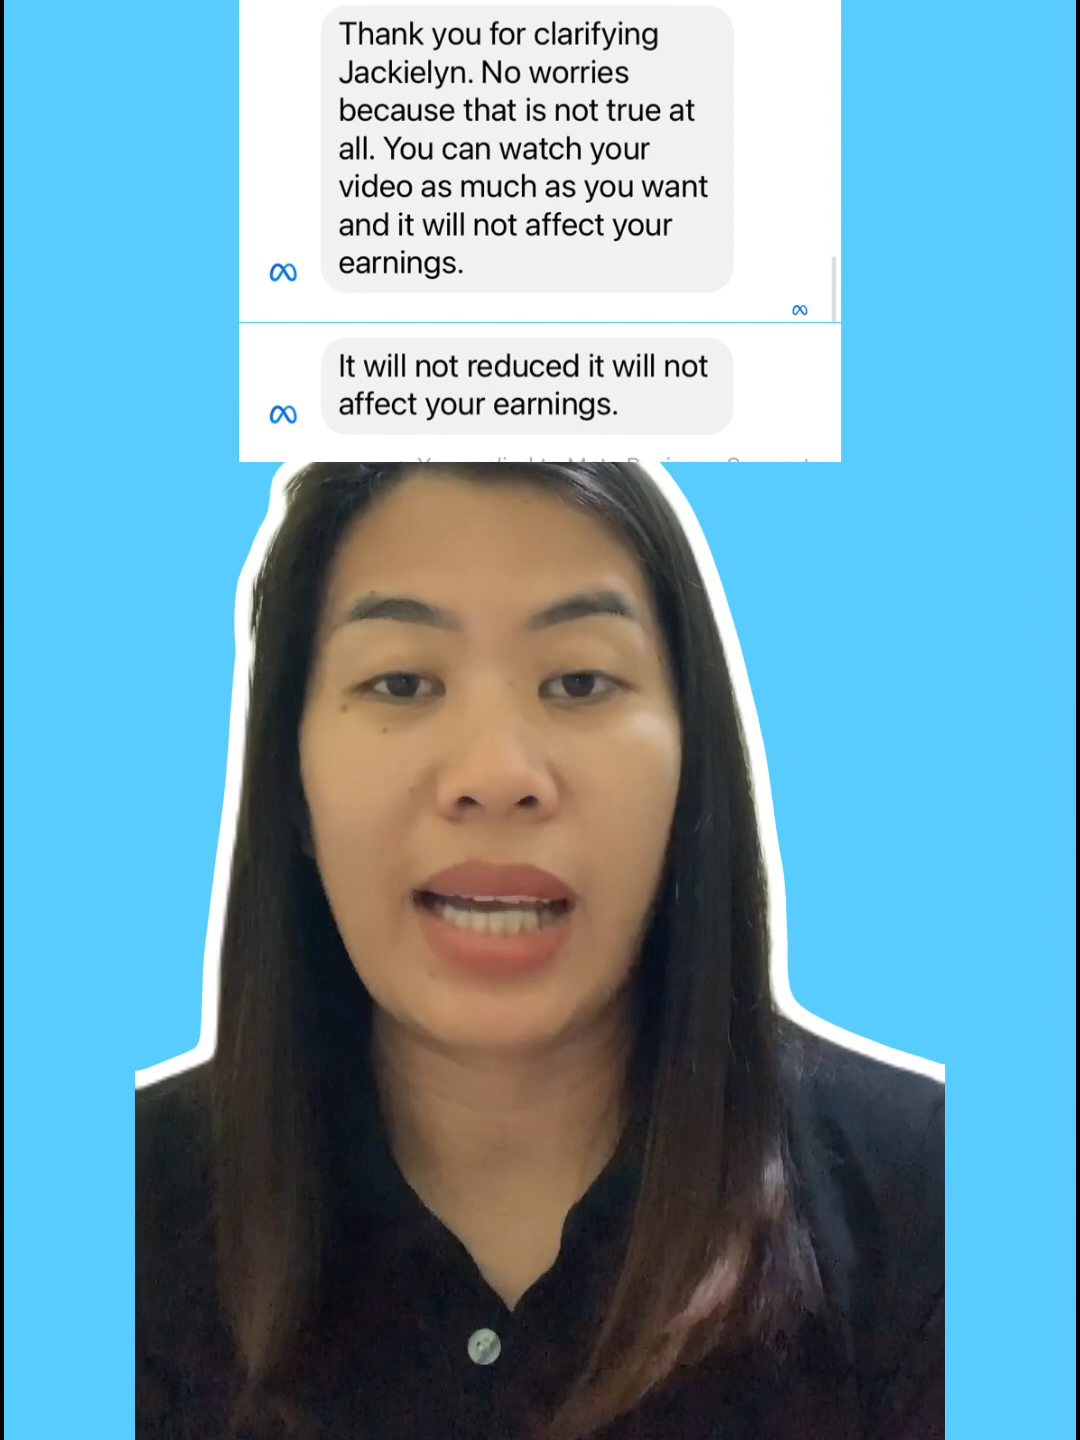 Thank you for clarifying
Jackielyn. No worries
because that is not true at
all. You can watch your
video as much as you want
and it will not affect your
earnings.
It will not reduced it will not
affect your earnings.